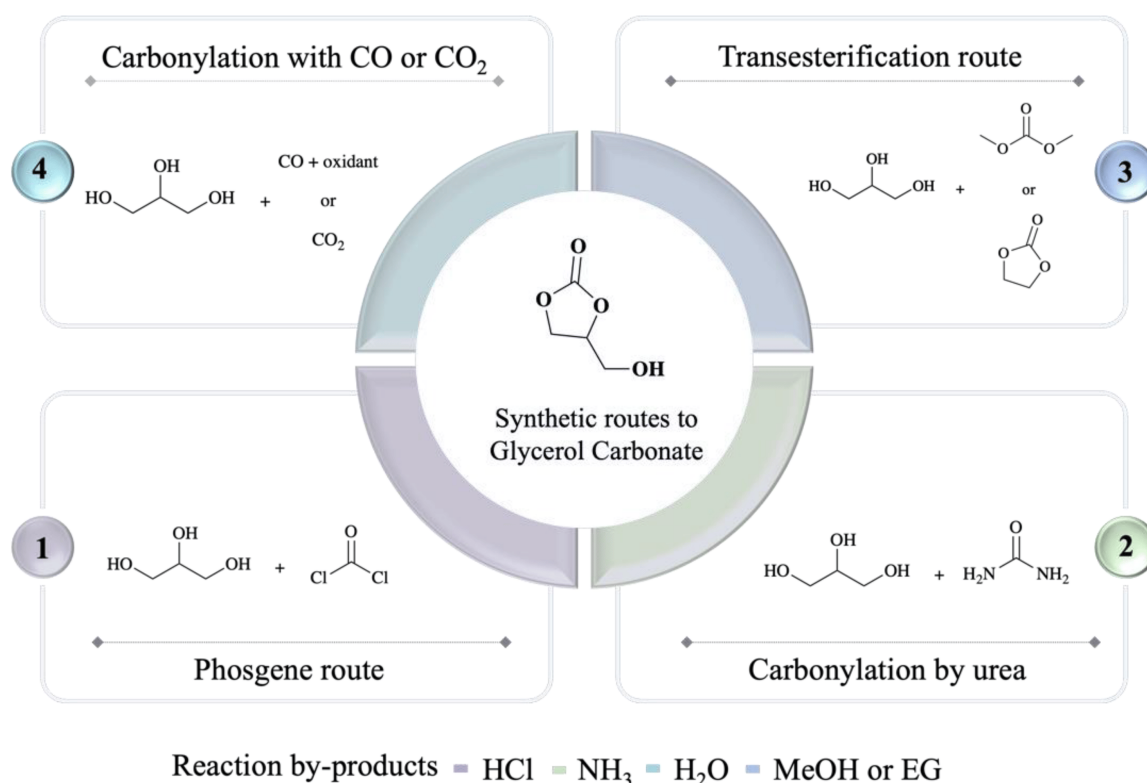 Carbonylation with CO or CO₂
4
OH
HO
OH
+
CO + oxidant
or
CO₂
Transesterification route
3
OH
HO
OH
+
O
O
O
or
O
O
O
O
O
O
OH
Synthetic routes to
Glycerol Carbonate
1
OH
HO
OH
+
O
Cl
Cl
Phosgene route
2
OH
HO
OH
+
O
H₂N
NH₂
Carbonylation by urea
Reaction by-products HCl NH₃ H₂O MeOH or EG